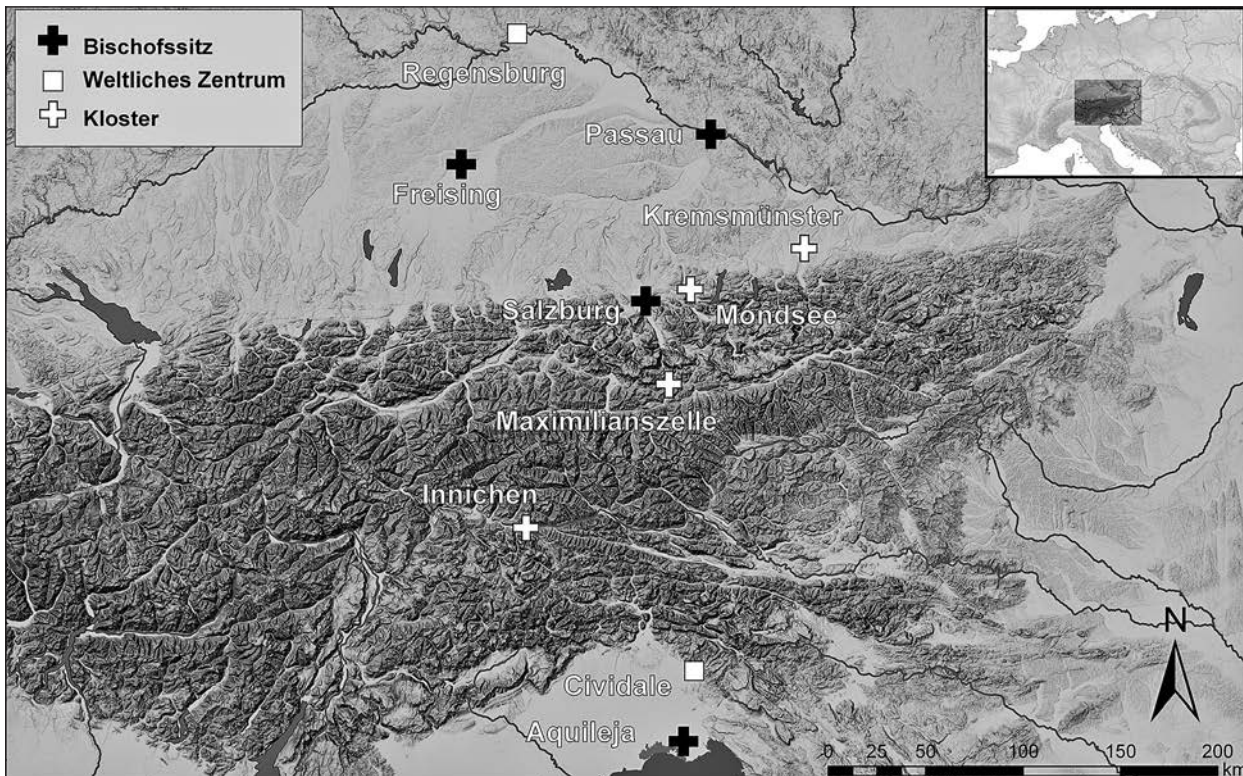 Bischofssitz
Weltliches Zentrum
Kloster
Regensburg
Passau
Freising
Kremsmünster
Salzburg
Mondsee
Maximilianszelle
Innichen
Cividale
Aquileja
N
0 25 50 100 150 200
km